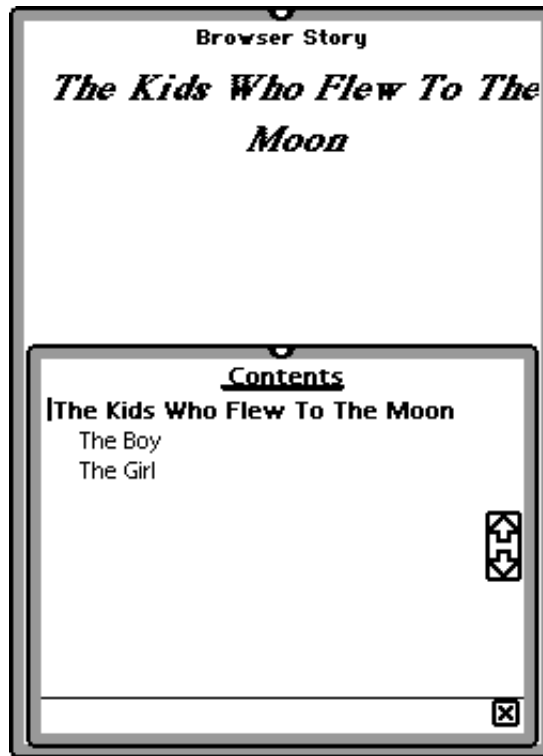 Browser Story
The Kids Who Flew To The
Moon
Contents
The Kids Who Flew To The Moon
The Boy
The Girl